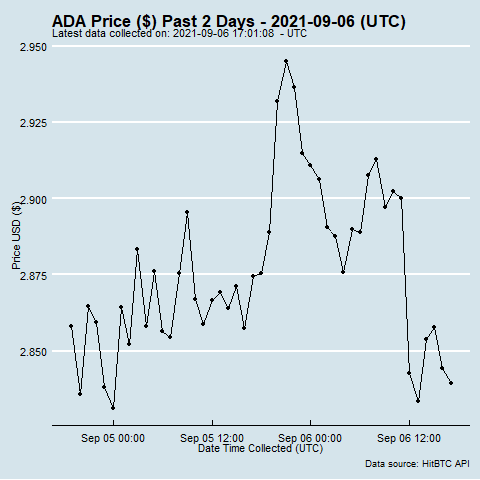 ADA Price ($) Past 2 Days - 2021-09-06 (UTC)
Latest data collected on: 2021-09-06 17:01:08 - UTC
2.950
2.925
2.900
2.875
2.850
Price USD ($)
Sep 05 00:00 Sep 05 12:00 Sep 06 00:00 Sep 06 12:00
Date Time Collected (UTC)
Data source: HitBTC API